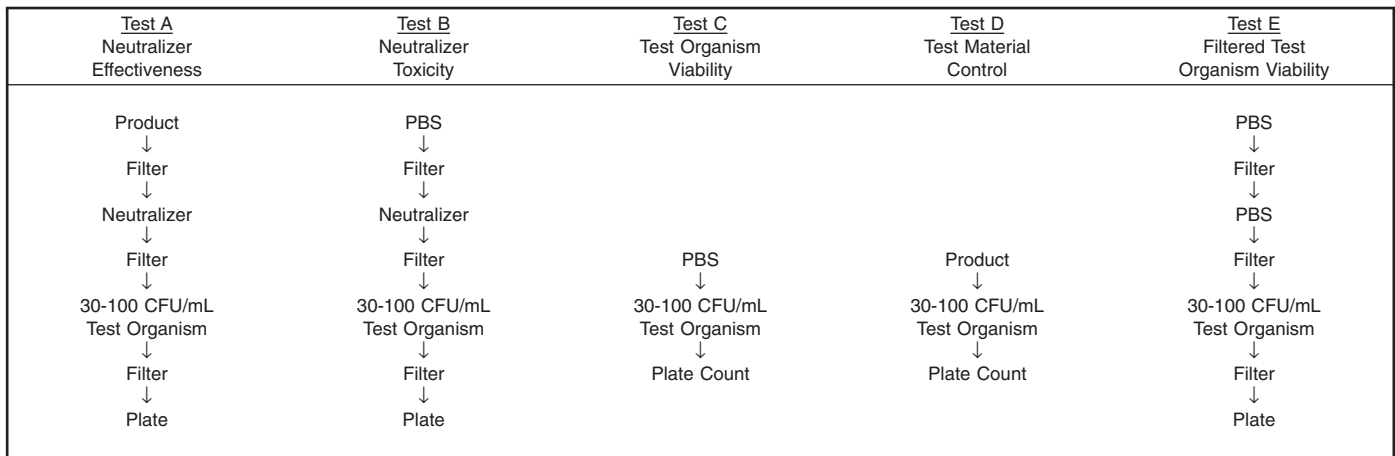 Test A
Neutralizer
Effectiveness
Test B
Neutralizer
Toxicity
Test C
Test Organism
Viability
Test D
Test Material
Control
Test E
Filtered Test
Organism Viability
Product
↓
Filter
↓
Neutralizer
↓
Filter
↓
30-100 CFU/mL
Test Organism
↓
Filter
↓
Plate
PBS
↓
Filter
↓
Neutralizer
↓
Filter
↓
30-100 CFU/mL
Test Organism
↓
Filter
↓
Plate
PBS
↓
30-100 CFU/mL
Test Organism
↓
Plate Count
Product
↓
30-100 CFU/mL
Test Organism
↓
Plate Count
PBS
↓
Filter
↓
PBS
↓
Filter
↓
30-100 CFU/mL
Test Organism
↓
Filter
↓
Plate